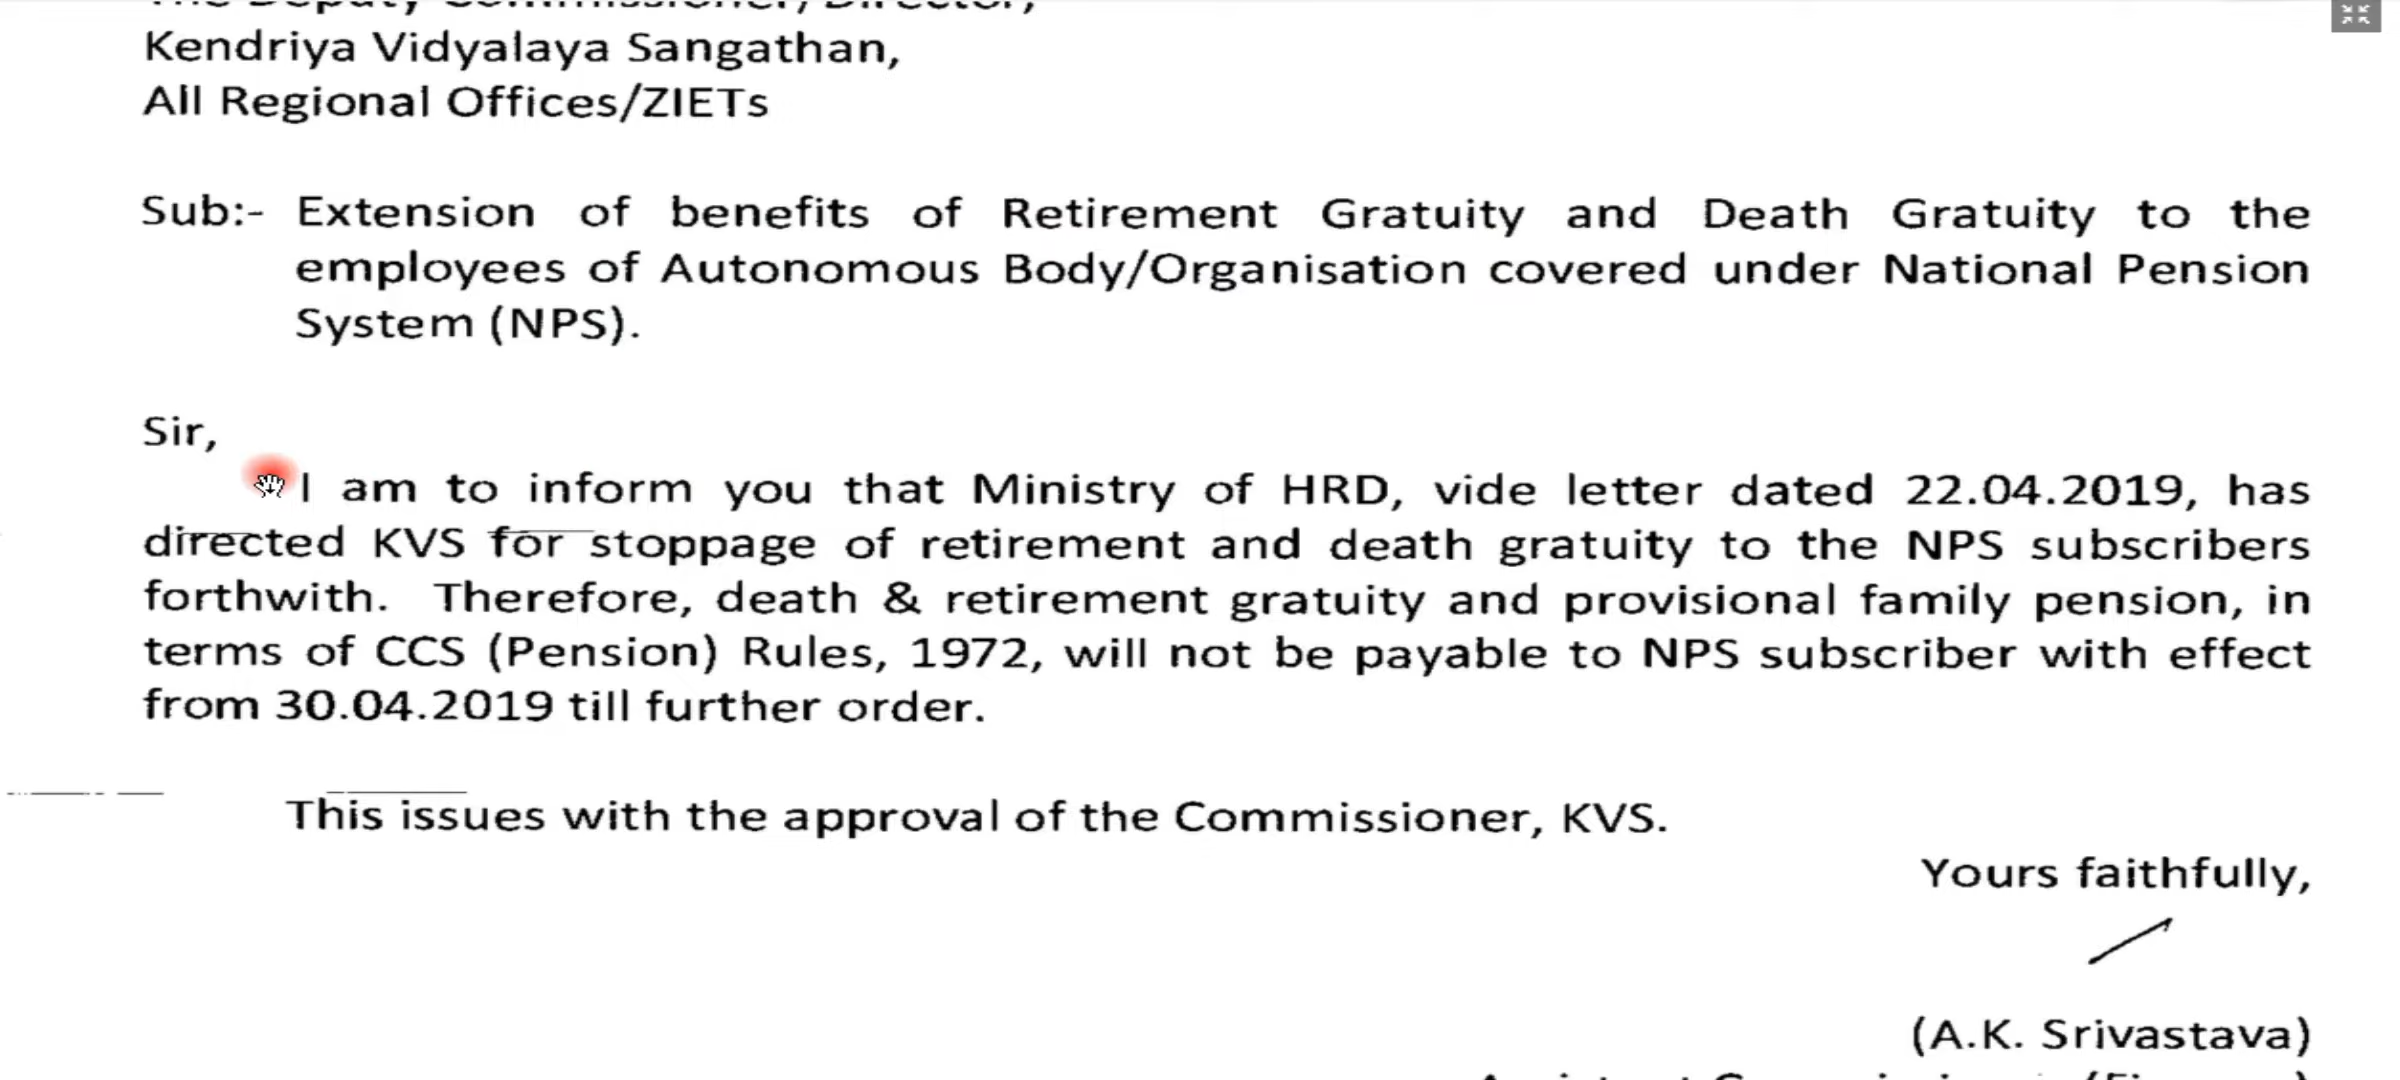 The Deputy Commissioner/Director,
Kendriya Vidyalaya Sangathan,
All Regional Offices/ZIETs
Sub:- Extension of benefits of Retirement Gratuity and Death Gratuity to the
employees of Autonomous Body/Organisation covered under National Pension
System (NPS).
Sir,
I am to inform you that Ministry of HRD, vide letter dated 22.04.2019, has
directed KVS for stoppage of retirement and death gratuity to the NPS subscribers
forthwith. Therefore, death & retirement gratuity and provisional family pension, in
terms of CCS (Pension) Rules, 1972, will not be payable to NPS subscriber with effect
from 30.04.2019 till further order.
This issues with the approval of the Commissioner, KVS.
Yours faithfully,
(A.K. Srivastava)